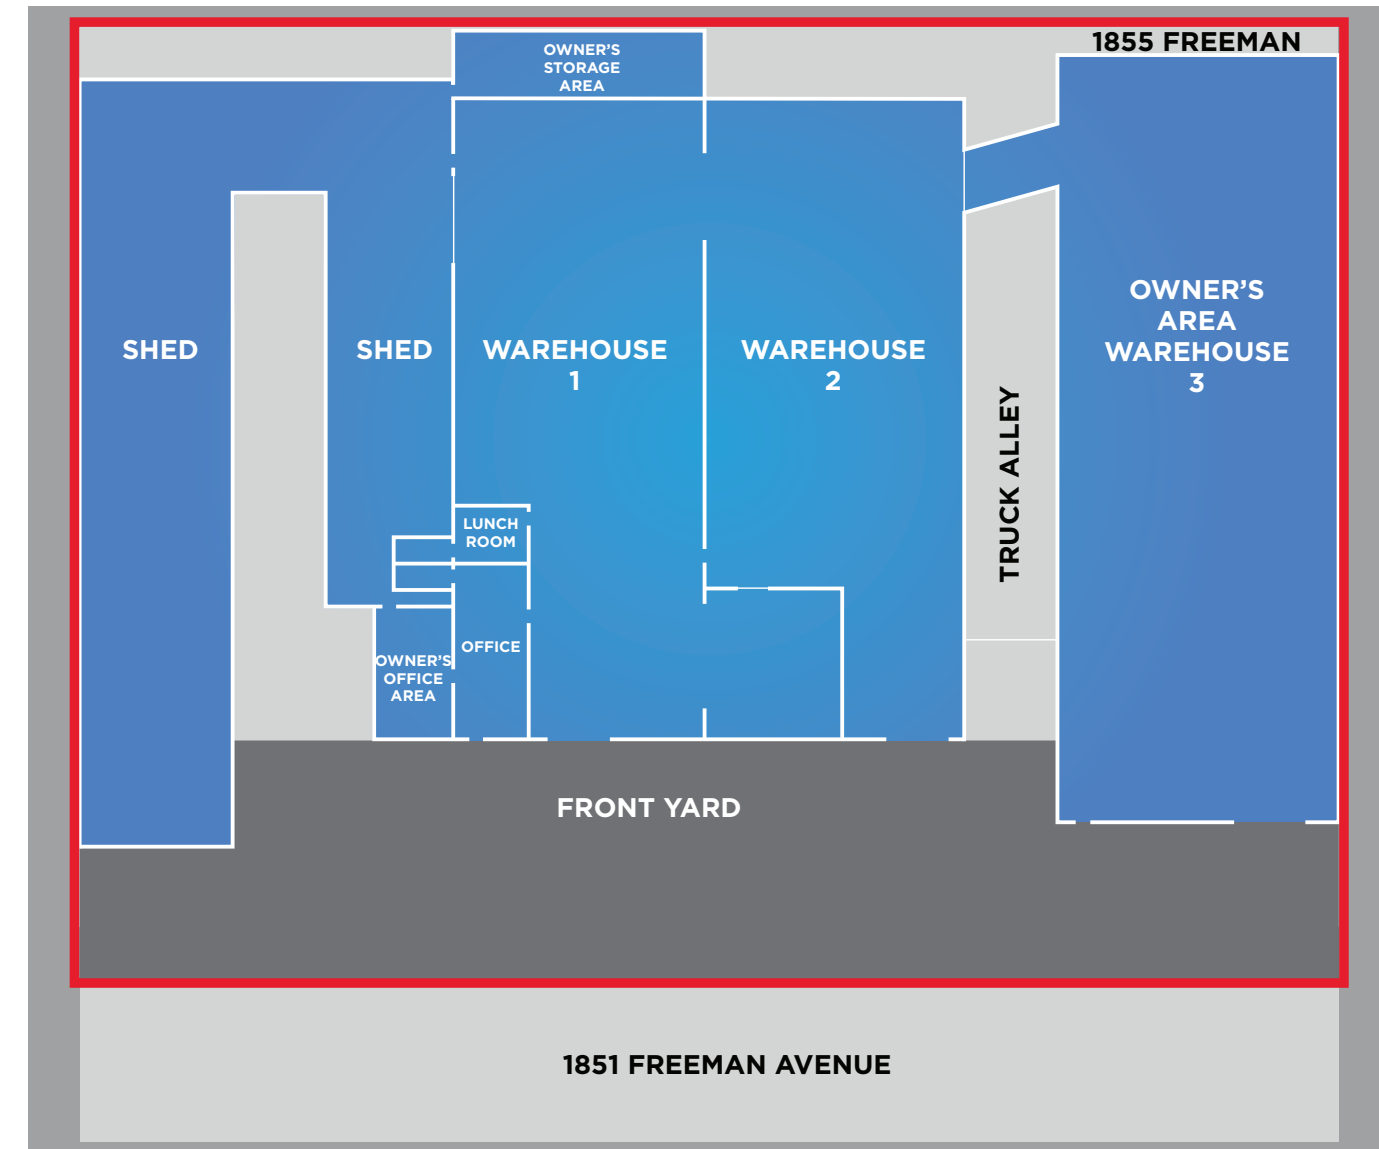 1855 FREEMAN
OWNER'S
STORAGE
AREA
OWNER'S
AREA
WAREHOUSE
3
SHED
SHED
WAREHOUSE
1
WAREHOUSE
2
TRUCK ALLEY
LUNCH
ROOM
OFFICE
OWNER'S
OFFICE
AREA
FRONT YARD
1851 FREEMAN AVENUE